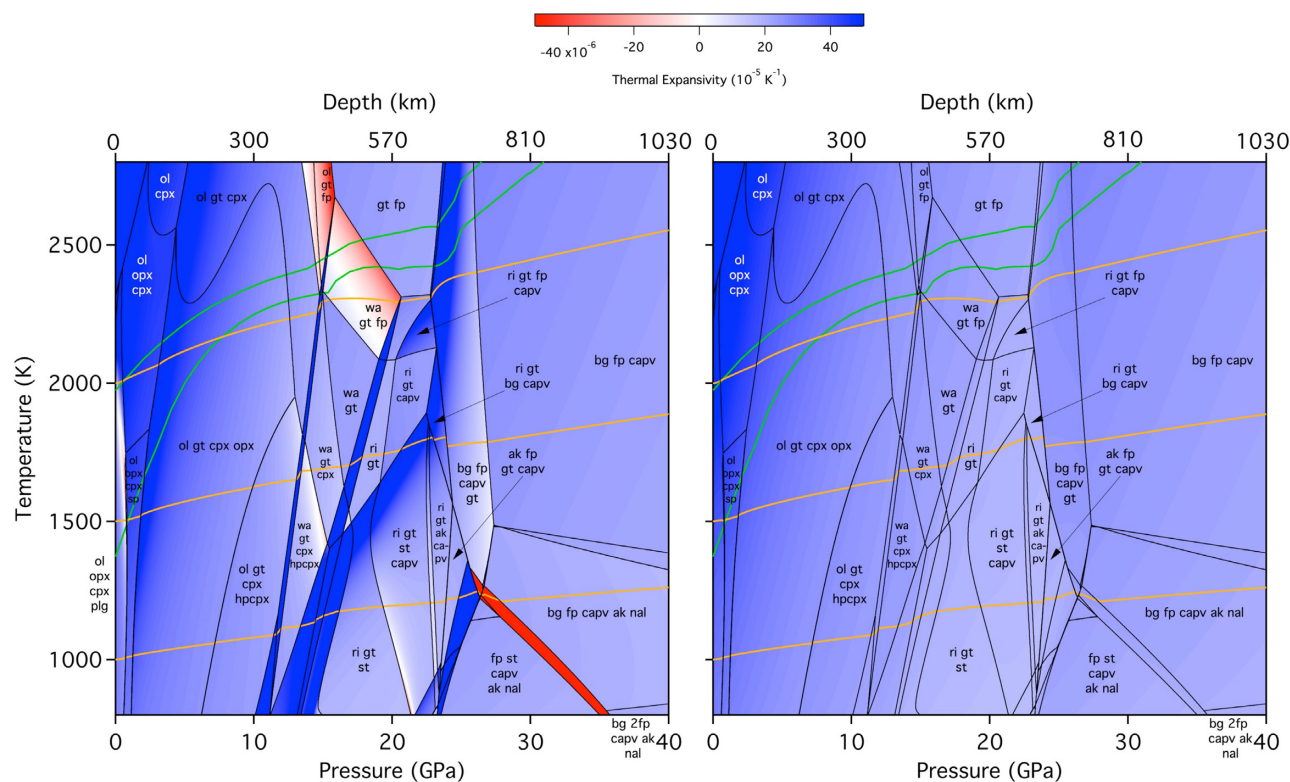 -40 x10-6 -20 0 20 40
Thermal Expansivity (10-5 K-1)
Depth (km)
0 300 570 810 1030
Depth (km)
0 300 570 810 1030
Temperature (K)
2500
2000
1500
1000
ol
cpx
ol gt cpx
ol
gt
fp
gt fp
ol
opx
cpx
wa
gt fp
ri gt fp
capv
bg fp capv
ri gt
bg capv
wa
gt
ri
gt
capv
ol gt cpx opx
ol
opx
cpx
sp
wa
gt
cpx
ri
gt
bg fp
capv
gt
ak fp
gt capv
wa
gt
cpx
hpcpx
ri gt
st
capv
ri
gt
ak
ca-
pv
ol
opx
cpx
plg
ol gt
cpx
hpcpx
bg fp capv ak nal
ri gt
st
fp st
capv
ak nal
bg 2fp
capv ak
nal
0 10 20 30 40
Pressure (GPa)
ol
cpx
ol gt cpx
ol
gt
fp
gt fp
ol
opx
cpx
wa
gt fp
ri gt fp
capv
bg fp capv
ri gt
bg capv
wa
gt
ri
gt
capv
ol gt cpx opx
ol
opx
cpx
sp
wa
gt
cpx
ri
gt
bg fp
capv
gt
ak fp
gt capv
wa
gt
cpx
hpcpx
ri gt
st
capv
ri
gt
ak
ca-
pv
ol gt
cpx
hpcpx
bg fp capv ak nal
ri gt
st
fp st
capv
ak nal
bg 2fp
capv ak
nal
0 10 20 30 40
Pressure (GPa)